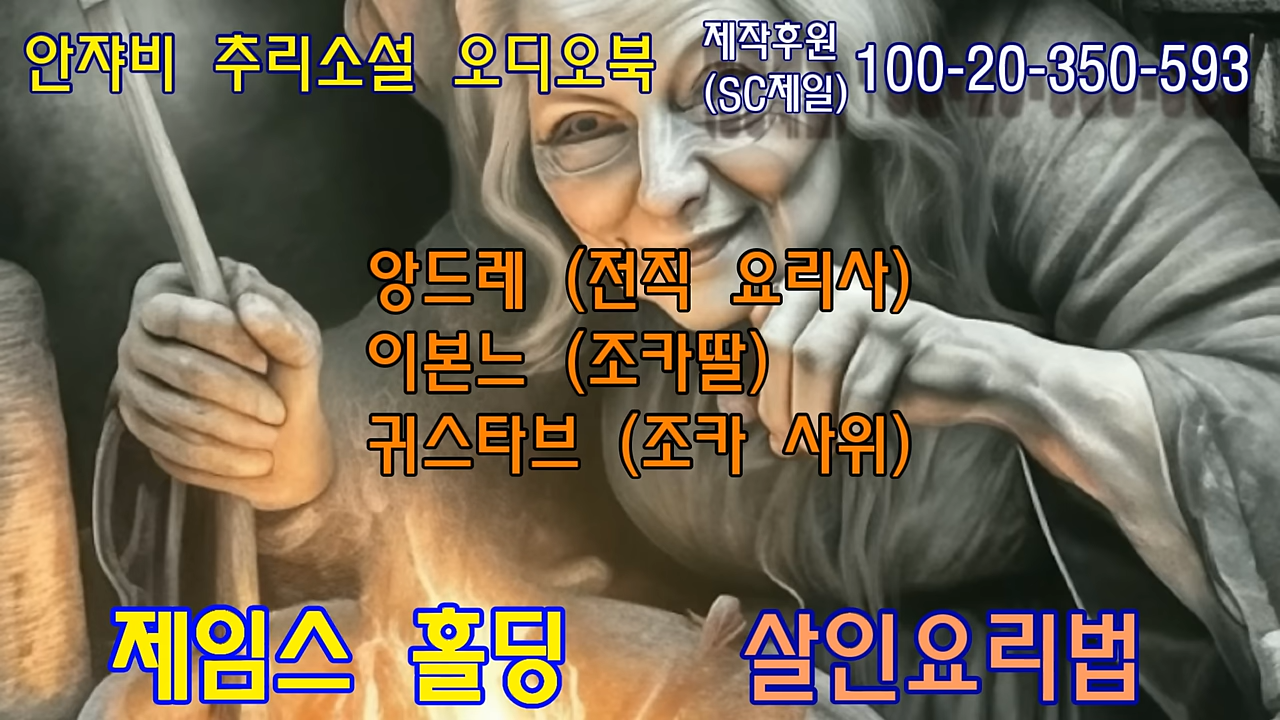 안쟈비 추리소설 오디오북
제작후원
(SC제일) 100-20-350-593
앙드레 (전직 요리사)
이본느 (조카딸)
귀스타브 (조카 사위)
제임스 홀딩 살인요리법